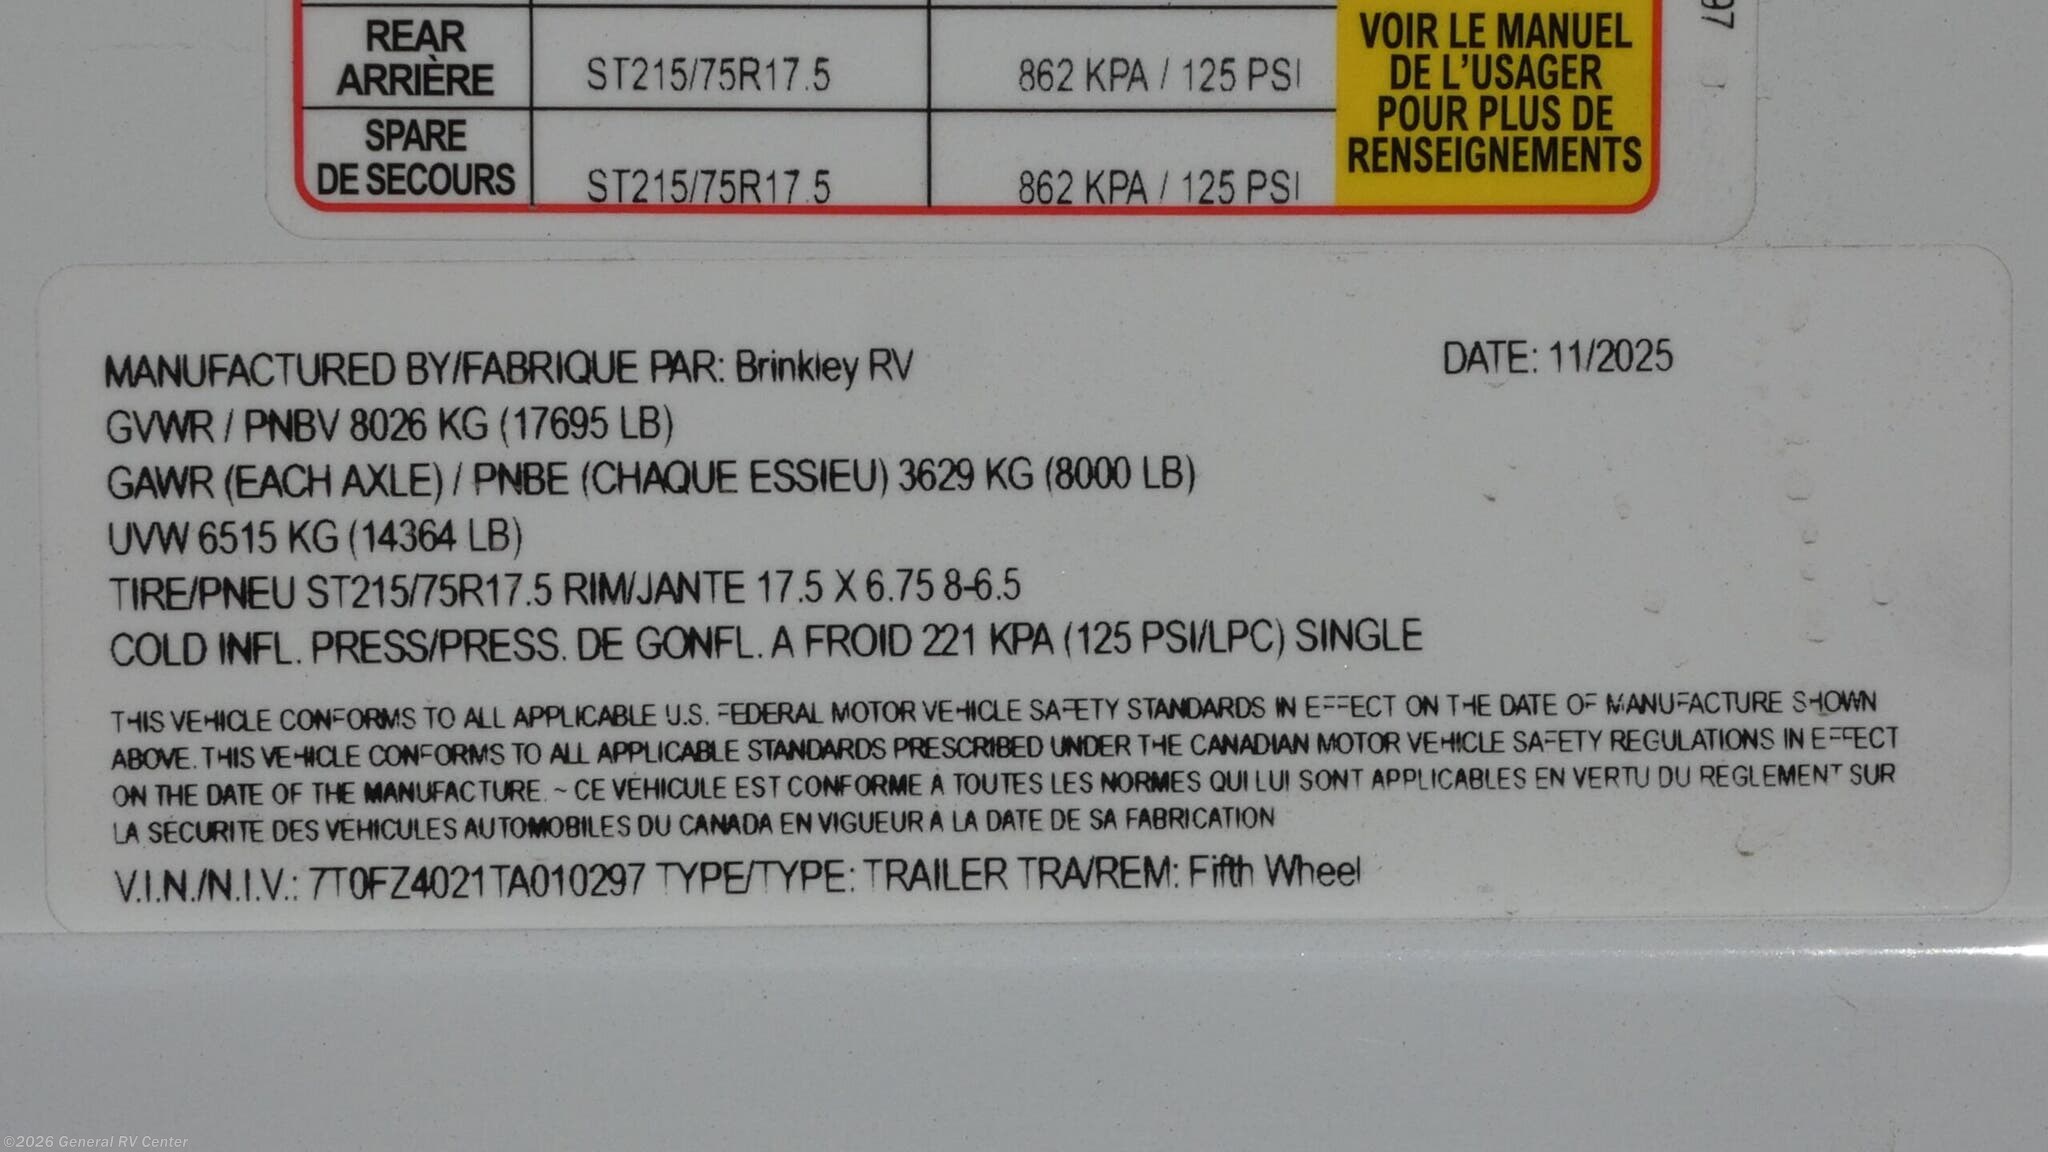 REAR
ARRIÈRE
ST215/75R17.5
862 KPA / 125 PSI
SPARE
DE SECOURS
ST215/75R17.5
862 KPA / 125 PSI
VOIR LE MANUEL
DE L'USAGER
POUR PLUS DE
RENSEIGNEMENTS
97
MANUFACTURED BY/FABRIQUE PAR: Brinkley RV
DATE: 11/2025
GVWR / PNBV 8026 KG (17695 LB)
GAWR (EACH AXLE) / PNBE (CHAQUE ESSIEU) 3629 KG (8000 LB)
UVW 6515 KG (14364 LB)
TIRE/PNEU ST215/75R17.5 RIM/JANTE 17.5 X 6.75 8-6.5
COLD INFL. PRESS/PRESS. DE GONFL. A FROID 221 KPA (125 PSI/LPC) SINGLE
THIS VEHICLE CONFORMS TO ALL APPLICABLE U.S. FEDERAL MOTOR VEHICLE SAFETY STANDARDS IN EFFECT ON THE DATE OF MANUFACTURE SHOWN
ABOVE. THIS VEHICLE CONFORMS TO ALL APPLICABLE STANDARDS PRESCRIBED UNDER THE CANADIAN MOTOR VEHICLE SAFETY REGULATIONS IN EFFECT
ON THE DATE OF THE MANUFACTURE. ~ CE VÉHICULE EST CONFORME À TOUTES LES NORMES QUI LUI SONT APPLICABLES EN VERTU DU RÈGLEMENT SUR
LA SÉCURITÉ DES VÉHICULES AUTOMOBILES DU CANADA EN VIGUEUR À LA DATE DE SA FABRICATION
V.I.N./N.I.V.: 7T0FZ4021TA010297 TYPE/TYPE: TRAILER TRA/REM: Fifth Wheel
©2026 General RV Center